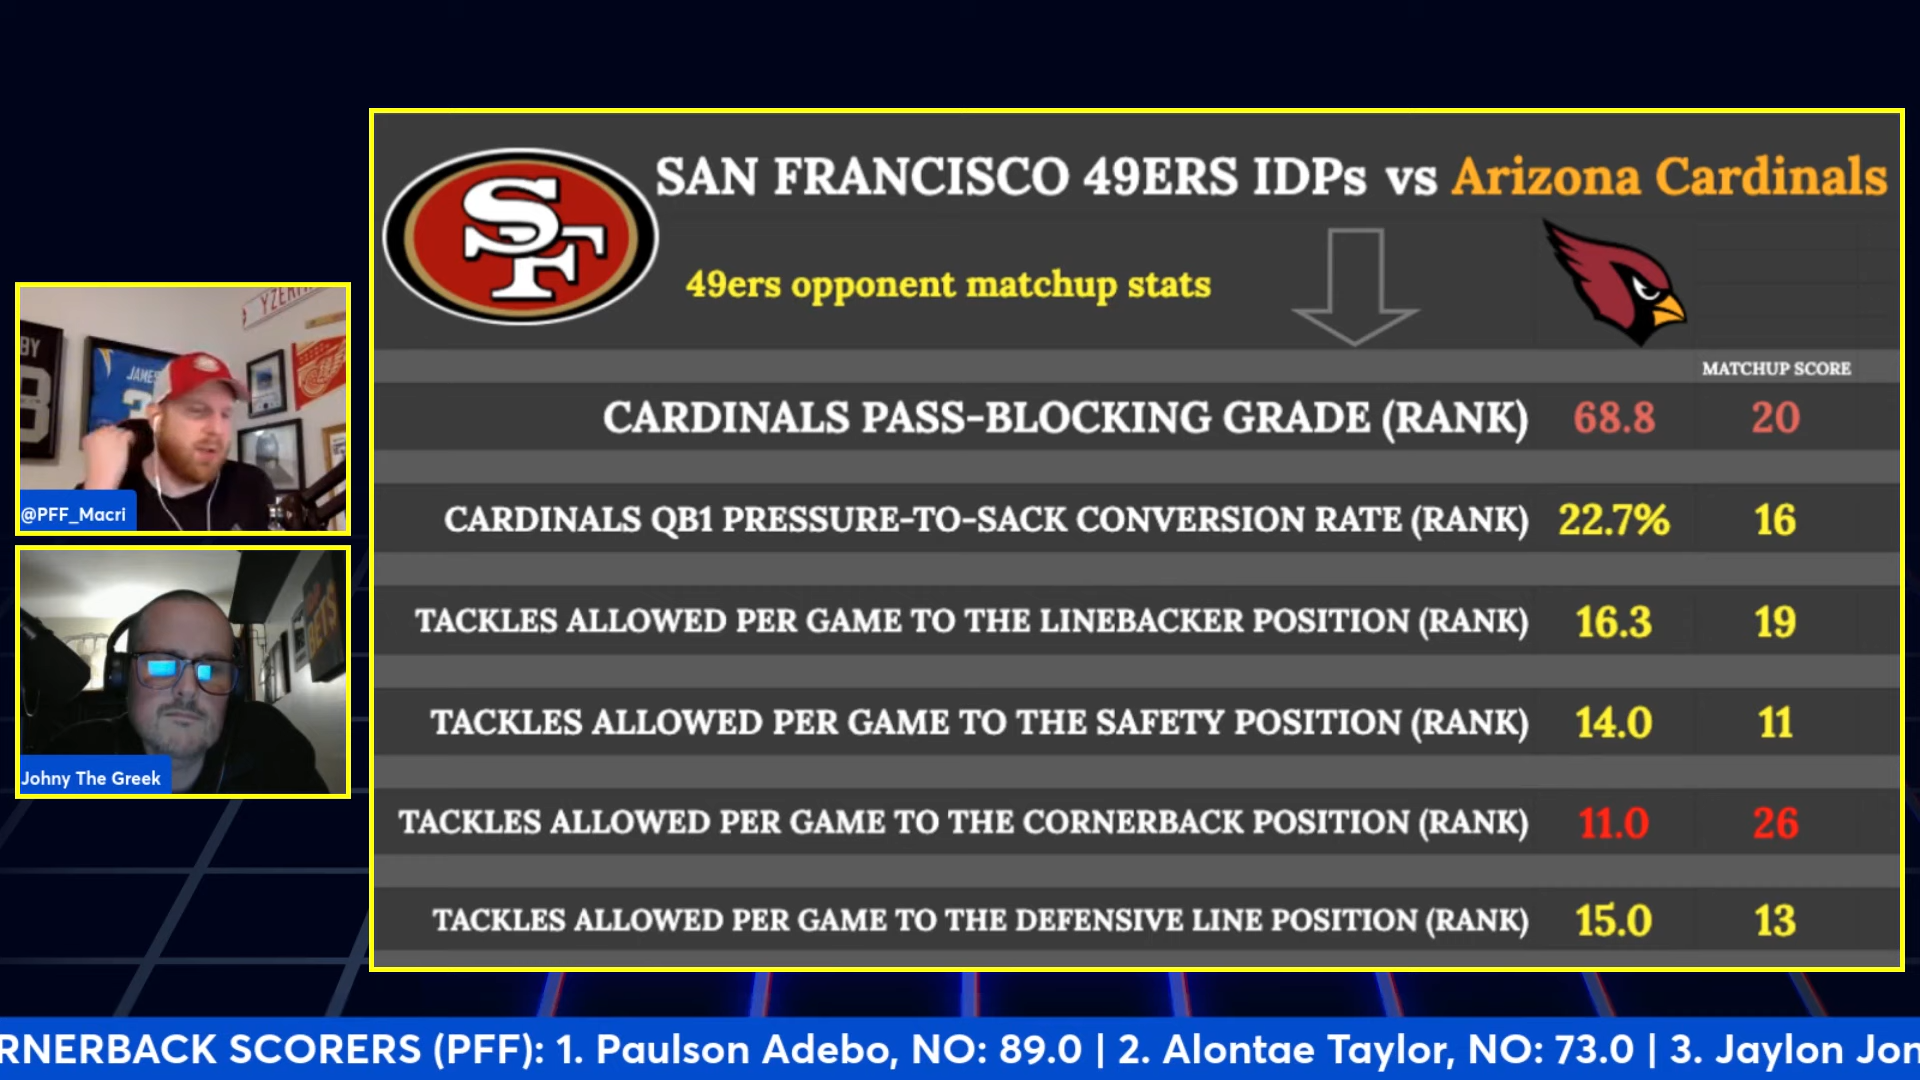 SAN FRANCISCO 49ERS IDPs vs Arizona Cardinals
SF
49ers opponent matchup stats
MATCHUP SCORE
CARDINALS PASS-BLOCKING GRADE (RANK) 68.8 20
CARDINALS QB1 PRESSURE-TO-SACK CONVERSION RATE (RANK) 22.7% 16
TACKLES ALLOWED PER GAME TO THE LINEBACKER POSITION (RANK) 16.3 19
TACKLES ALLOWED PER GAME TO THE SAFETY POSITION (RANK) 14.0 11
TACKLES ALLOWED PER GAME TO THE CORNERBACK POSITION (RANK) 11.0 26
TACKLES ALLOWED PER GAME TO THE DEFENSIVE LINE POSITION (RANK) 15.0 13
JAMES
@PFF_Macri
BETS
Johny The Greek
RNERBACK SCORERS (PFF): 1. Paulson Adebo, NO: 89.0 | 2. Alontae Taylor, NO: 73.0 | 3. Jaylon Jon